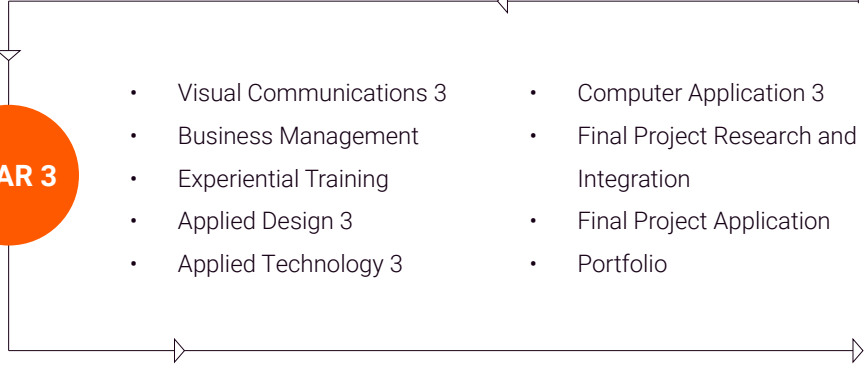 AR 3
• Visual Communications 3
• Business Management
• Experiential Training
• Applied Design 3
• Applied Technology 3
• Computer Application 3
• Final Project Research and
Integration
• Final Project Application
• Portfolio